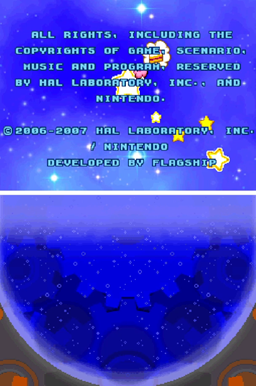 ALL RIGHTS, INCLUDING THE
COPYRIGHTS OF GAME, SCENARIO,
MUSIC AND PROGRAM, RESERVED
BY HAL LABORATORY, INC., AND
NINTENDO.
©2006-2007 HAL LABORATORY, INC.
/ NINTENDO
DEVELOPED BY FLAGSHIP